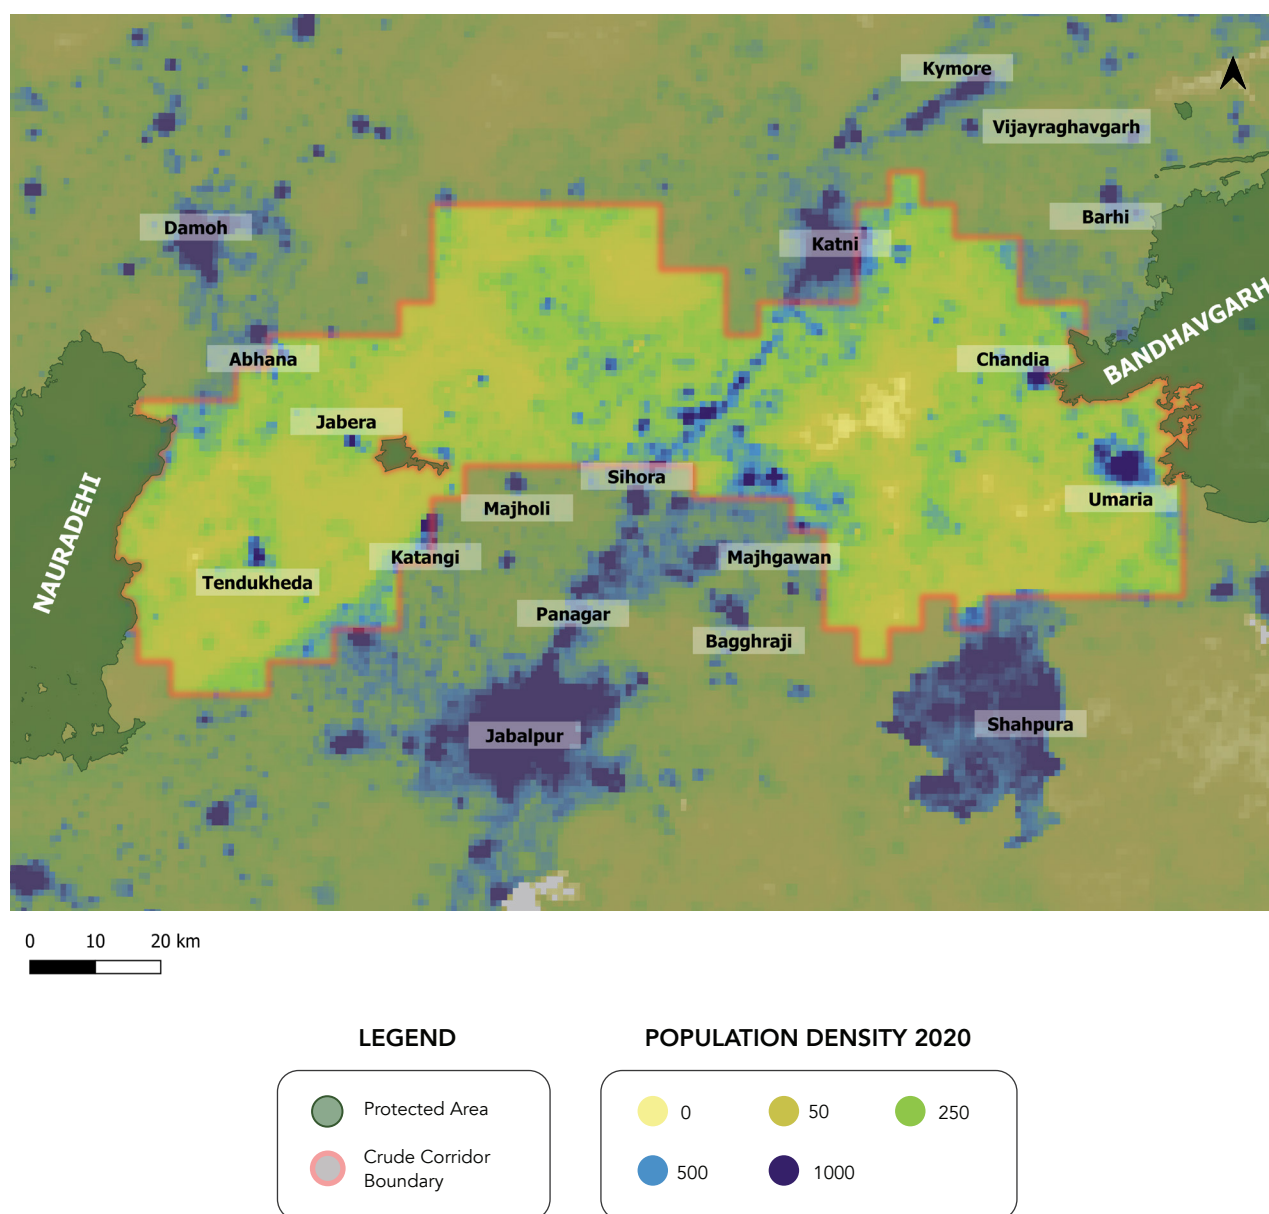 Kymore
Vijayraghavgarh
Barhi
Damoh
Katni
BANDHAVGARH
Abhana
Chandia
Jabera
Sihora
Umaria
Majholi
NAURADEHI
Katangi
Majhgawan
Tendukheda
Panagar
Bagghraji
Jabalpur
Shahpura
0 10 20 km
LEGEND
Protected Area
Crude Corridor
Boundary
POPULATION DENSITY 2020
0 50 250
500 1000